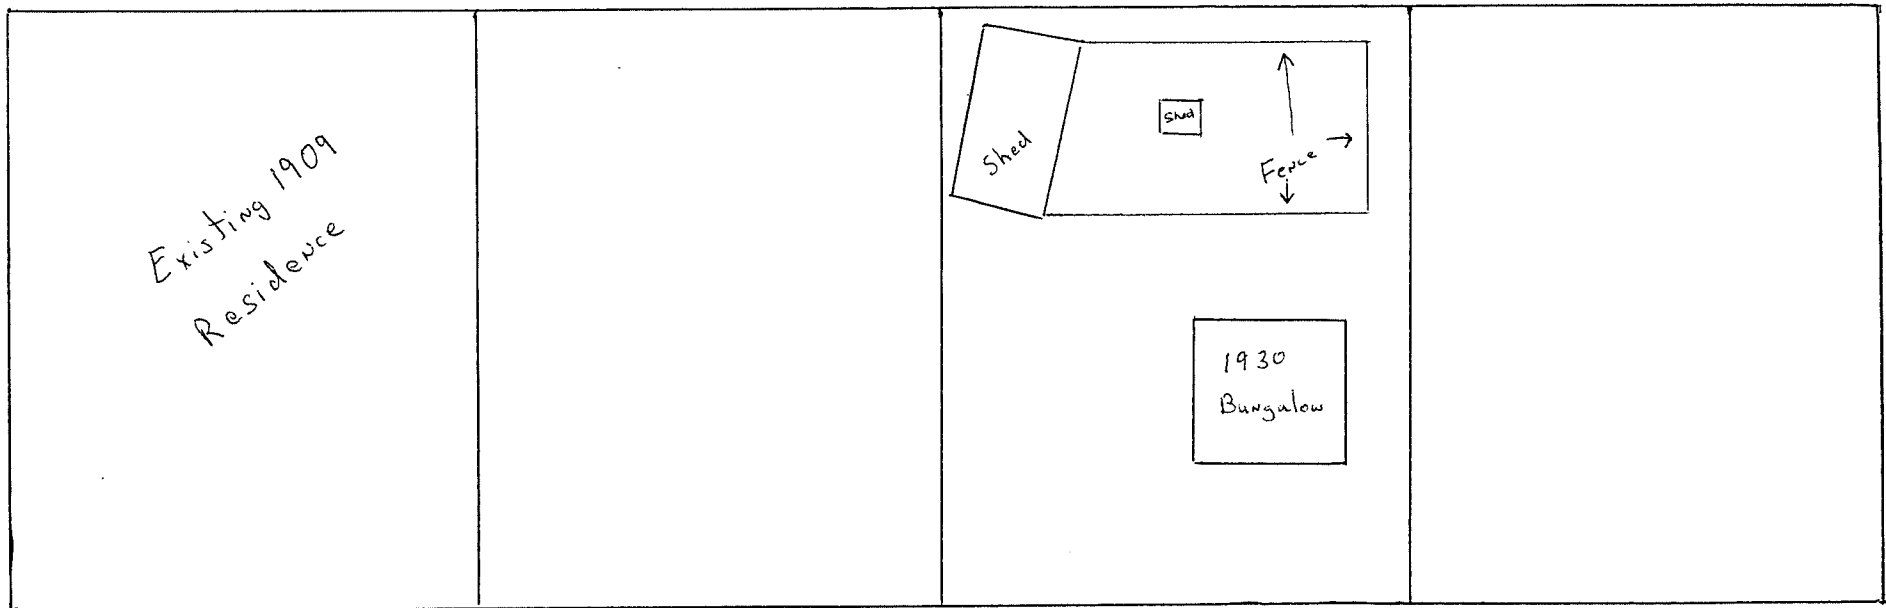 Existing 1909
Residence
Shed
Shed
Fence
1930
Bungalow